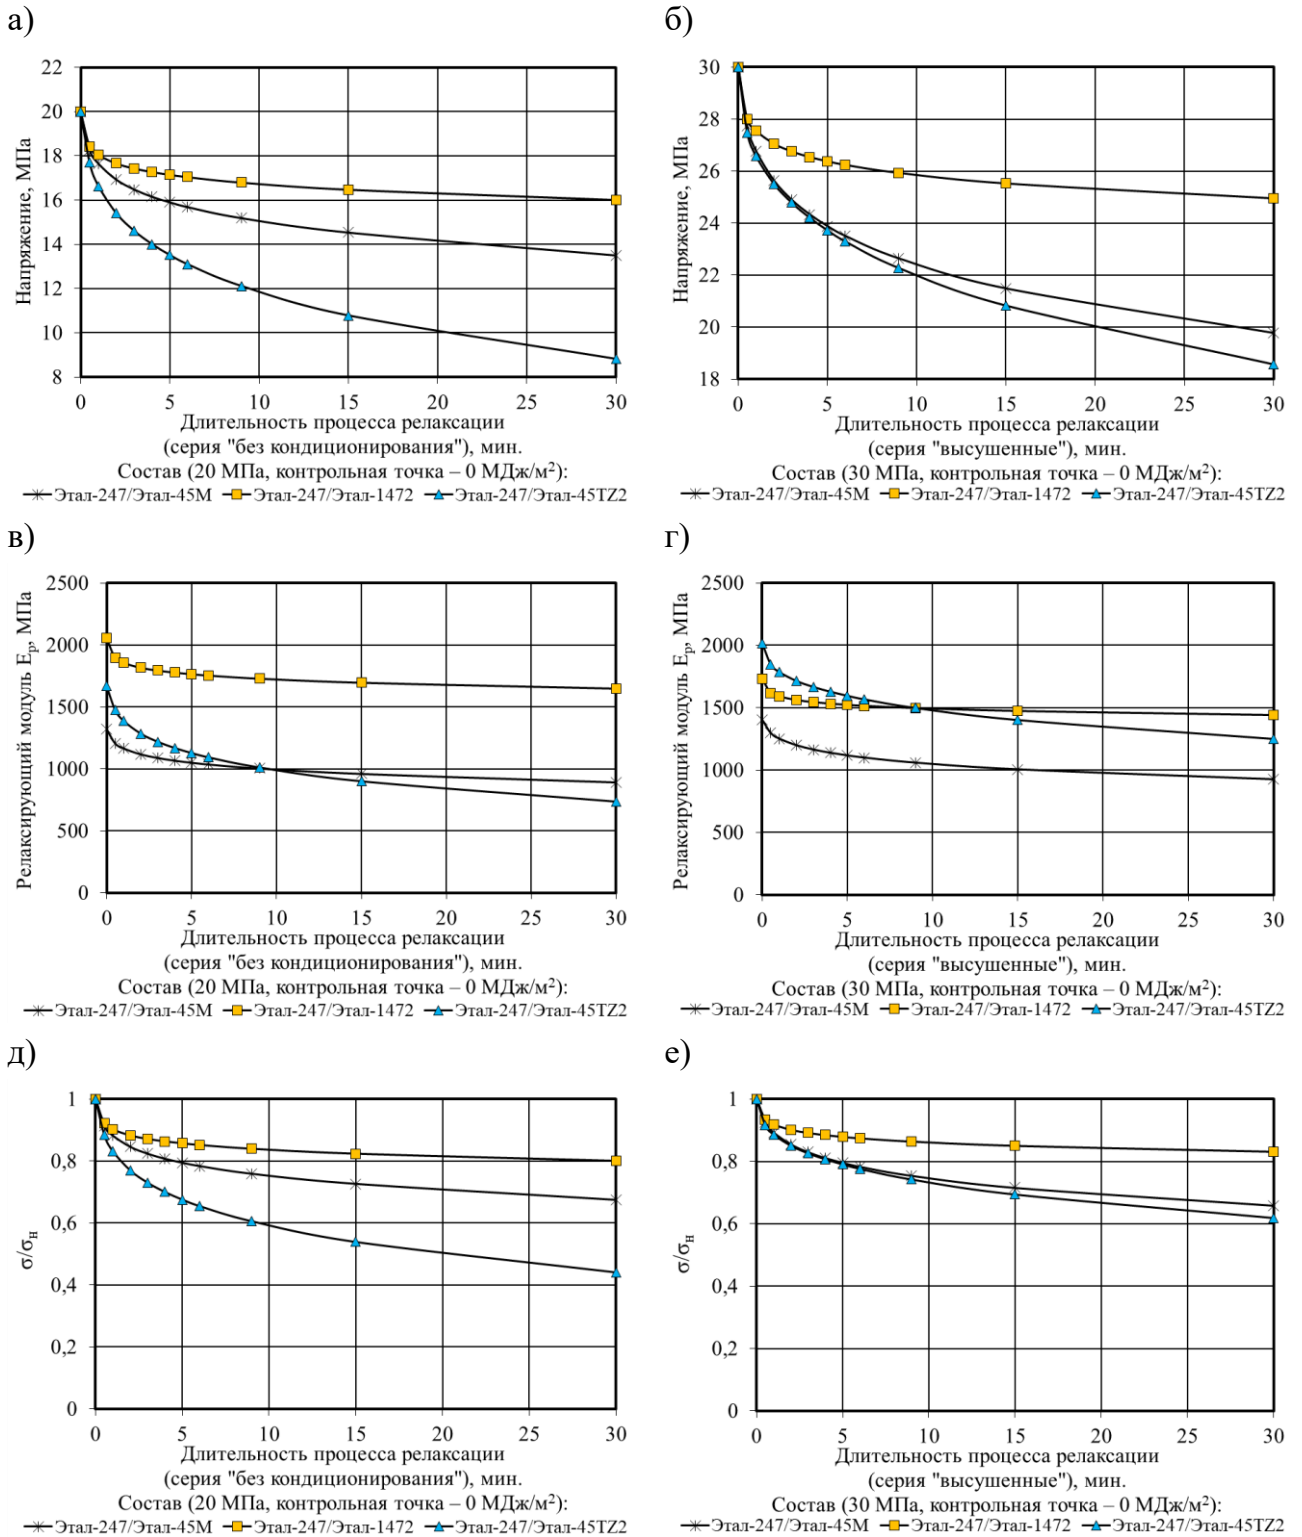 а)
Напряжение, МПа
22
20
18
16
14
12
10
8
0 5 10 15 20 25 30
Длительность процесса релаксации
(серия "без кондиционирования"), мин.
Состав (20 МПа, контрольная точка – 0 МДж/м²):
Этал-247/Этал-45М Этал-247/Этал-1472 Этал-247/Этал-45TZ2
б)
Напряжение, МПа
30
28
26
24
22
20
18
0 5 10 15 20 25 30
Длительность процесса релаксации
(серия "высушенные"), мин.
Состав (30 МПа, контрольная точка – 0 МДж/м²):
Этал-247/Этал-45М Этал-247/Этал-1472 Этал-247/Этал-45TZ2
в)
Релаксирующий модуль Eр, МПа
2500
2000
1500
1000
500
0
0 5 10 15 20 25 30
Длительность процесса релаксации
(серия "без кондиционирования"), мин.
Состав (20 МПа, контрольная точка – 0 МДж/м²):
Этал-247/Этал-45М Этал-247/Этал-1472 Этал-247/Этал-45TZ2
г)
Релаксирующий модуль Eр, МПа
2500
2000
1500
1000
500
0
0 5 10 15 20 25 30
Длительность процесса релаксации
(серия "высушенные"), мин.
Состав (30 МПа, контрольная точка – 0 МДж/м²):
Этал-247/Этал-45М Этал-247/Этал-1472 Этал-247/Этал-45TZ2
д)
σ/σн
1
0,8
0,6
0,4
0,2
0
0 5 10 15 20 25 30
Длительность процесса релаксации
(серия "без кондиционирования"), мин.
Состав (20 МПа, контрольная точка – 0 МДж/м²):
Этал-247/Этал-45М Этал-247/Этал-1472 Этал-247/Этал-45TZ2
е)
σ/σн
1
0,8
0,6
0,4
0,2
0
0 5 10 15 20 25 30
Длительность процесса релаксации
(серия "высушенные"), мин.
Состав (30 МПа, контрольная точка – 0 МДж/м²):
Этал-247/Этал-45М Этал-247/Этал-1472 Этал-247/Этал-45TZ2